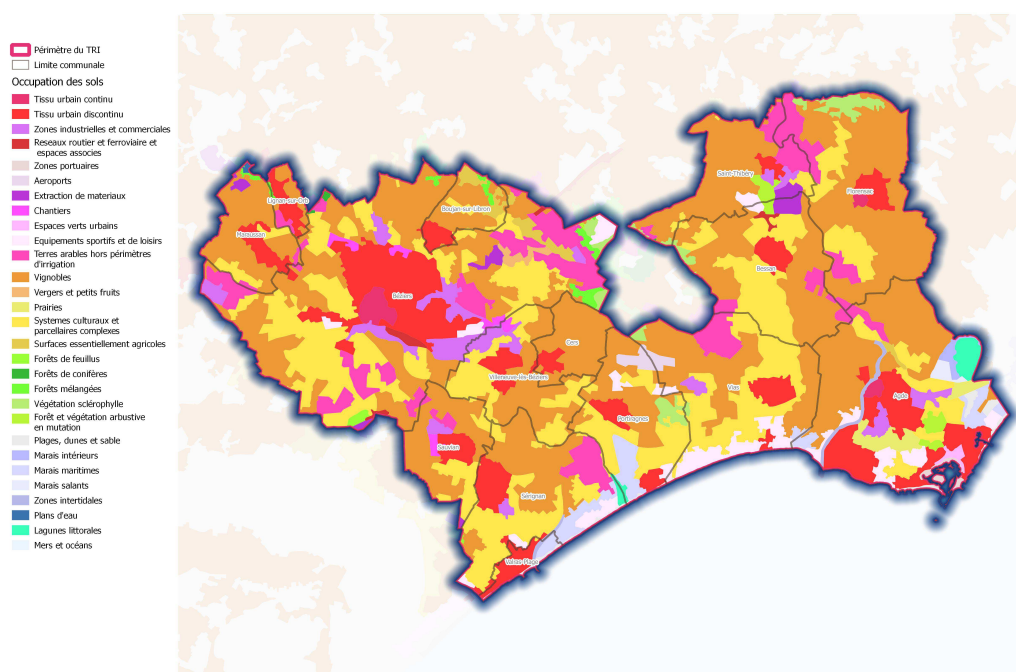 Périmètre du TRI
Limite communale
Occupation des sols
Tissu urbain continu
Tissu urbain discontinu
Zones industrielles et commerciales
Reseaux routier et ferroviaire et
espaces associes
Zones portuaires
Aeroports
Extraction de materiaux
Chantiers
Espaces verts urbains
Equipements sportifs et de loisirs
Terres arables hors périmètres
d'irrigation
Vignobles
Vergers et petits fruits
Prairies
Systemes culturaux et
parcellaires complexes
Surfaces essentiellement agricoles
Forêts de feuillus
Forêts de conifères
Forêts mélangées
Végétation sclérophylle
Forêt et végétation arbustive
en mutation
Plages, dunes et sable
Marais intérieurs
Marais maritimes
Marais salants
Zones intertidales
Plans d'eau
Lagunes littorales
Mers et océans
Saint-Thibéry
Florensac
Lignan-sur-Orb
Boujan-sur-Libron
Maraussan
Bessan
Béziers
Cers
Villeneuve-lès-Béziers
Vias
Agde
Portiragnes
Sauvian
Sérignan
Valras-Plage